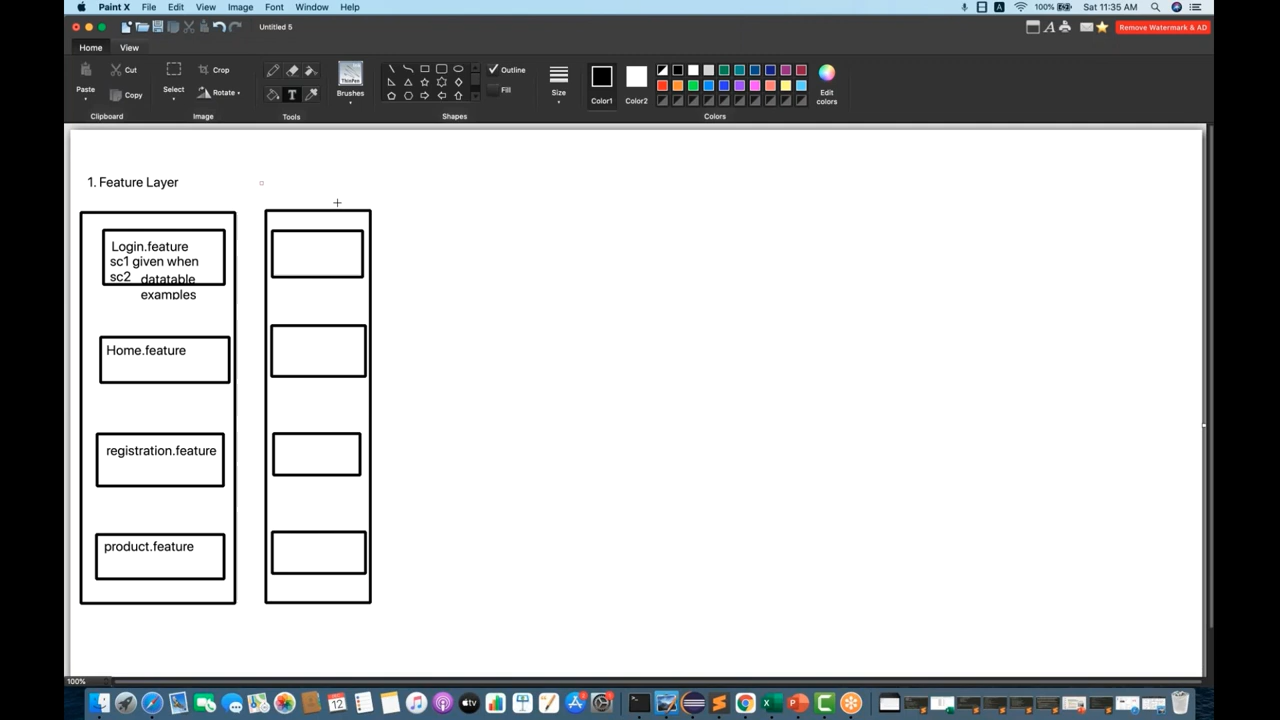 Paint X File Edit View Image Font Window Help
100% Sat 11:35 AM
Untitled 5
Remove Watermark & AD
Home View
Paste Cut Copy Select Crop Rotate ThinPen Brushes Outline Fill Size Color1 Color2 Edit colors
Clipboard Image Tools Shapes Colors
1. Feature Layer
Login.feature
sc1 given when
sc2 datatable
examples
Home.feature
registration.feature
product.feature
100%